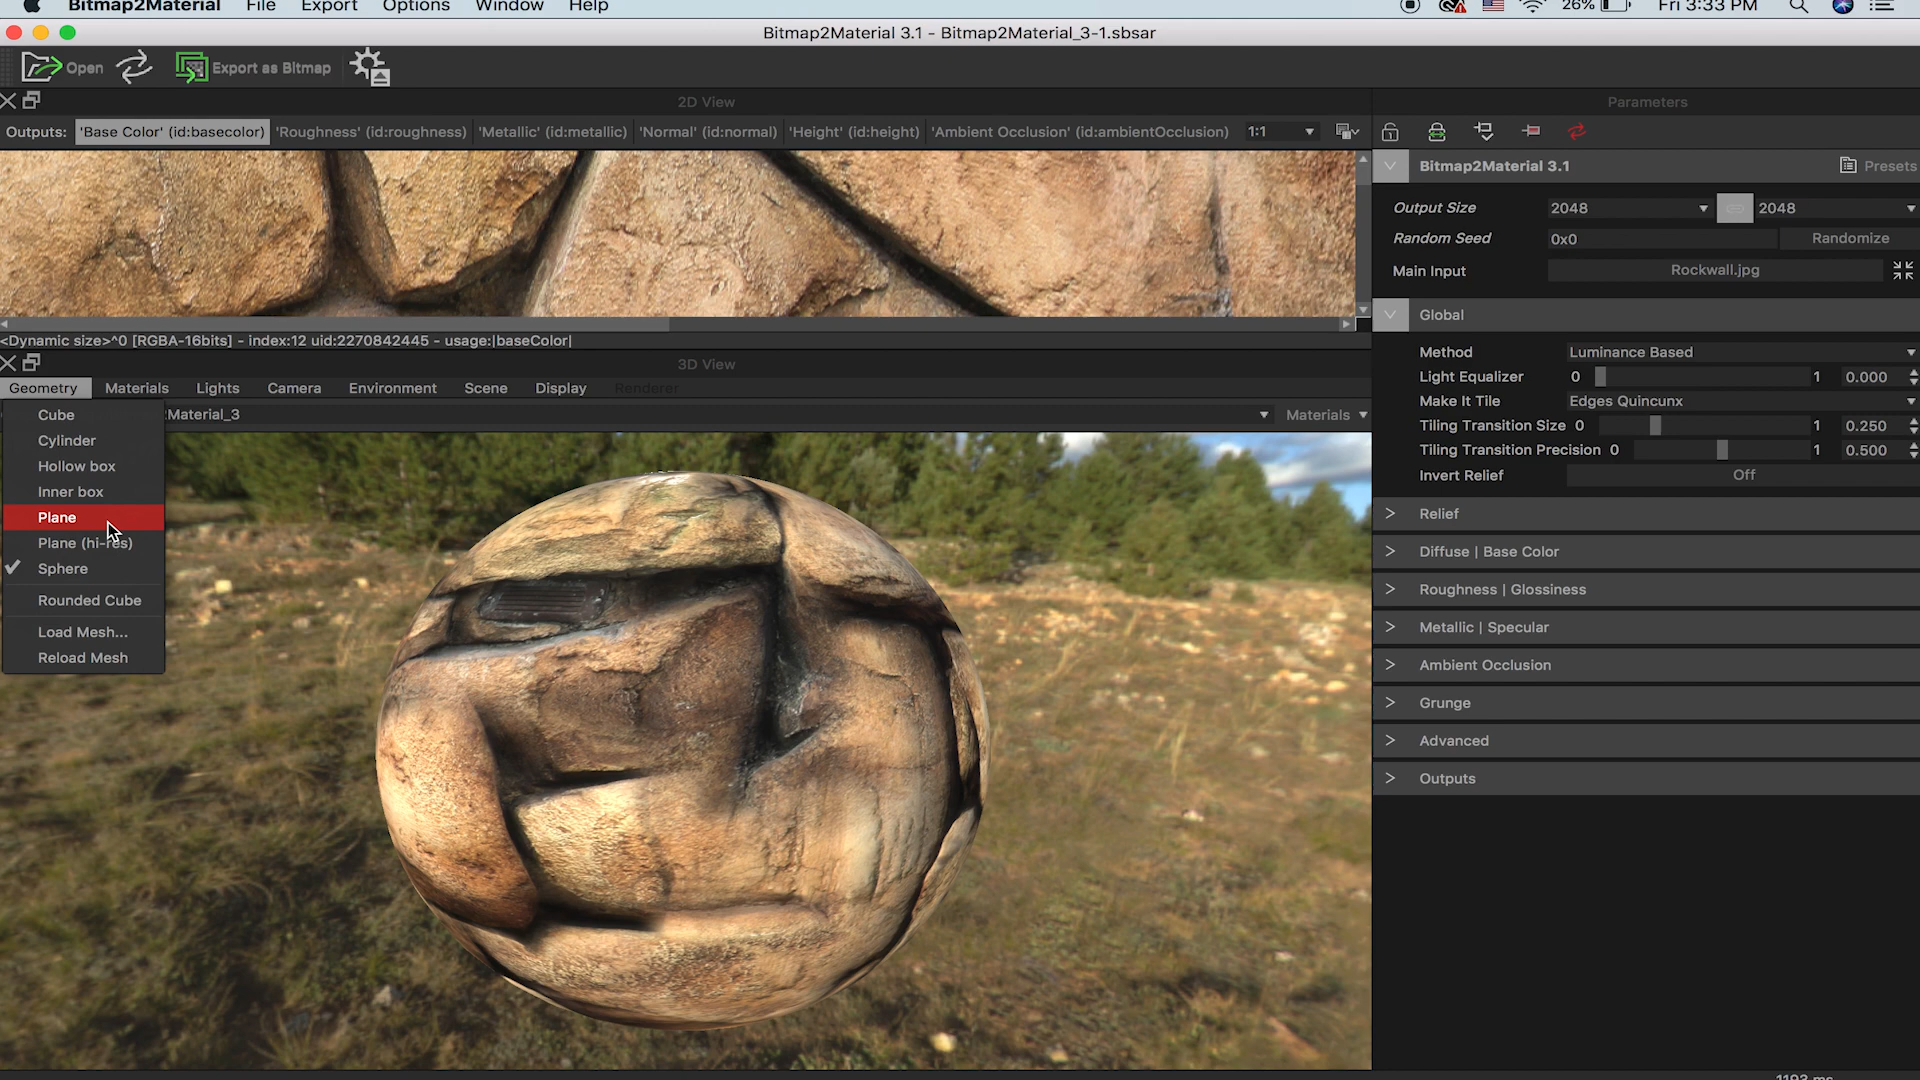 Bitmap2Material File Export Options Window Help 26% Fri 3:33 PM
Bitmap2Material 3.1 - Bitmap2Material_3-1.sbsar
Open Export as Bitmap
2D View
Outputs: 'Base Color' (id:basecolor) 'Roughness' (id:roughness) 'Metallic' (id:metallic) 'Normal' (id:normal) 'Height' (id:height) 'Ambient Occlusion' (id:ambientOcclusion) 1:1
<Dynamic size>^0 [RGBA-16bits] - index:12 uid:2270842445 - usage:|baseColor|
3D View
Geometry Materials Lights Camera Environment Scene Display Renderer
Material_3 Materials
Cube
Cylinder
Hollow box
Inner box
Plane
Plane (hi-res)
Sphere
Rounded Cube
Load Mesh...
Reload Mesh
Parameters
Bitmap2Material 3.1 Presets
Output Size 2048 2048
Random Seed 0x0 Randomize
Main Input Rockwall.jpg
Global
Method Luminance Based
Light Equalizer 0 1 0.000
Make It Tile Edges Quincunx
Tiling Transition Size 0 1 0.250
Tiling Transition Precision 0 1 0.500
Invert Relief Off
Relief
Diffuse | Base Color
Roughness | Glossiness
Metallic | Specular
Ambient Occlusion
Grunge
Advanced
Outputs
1193 ms